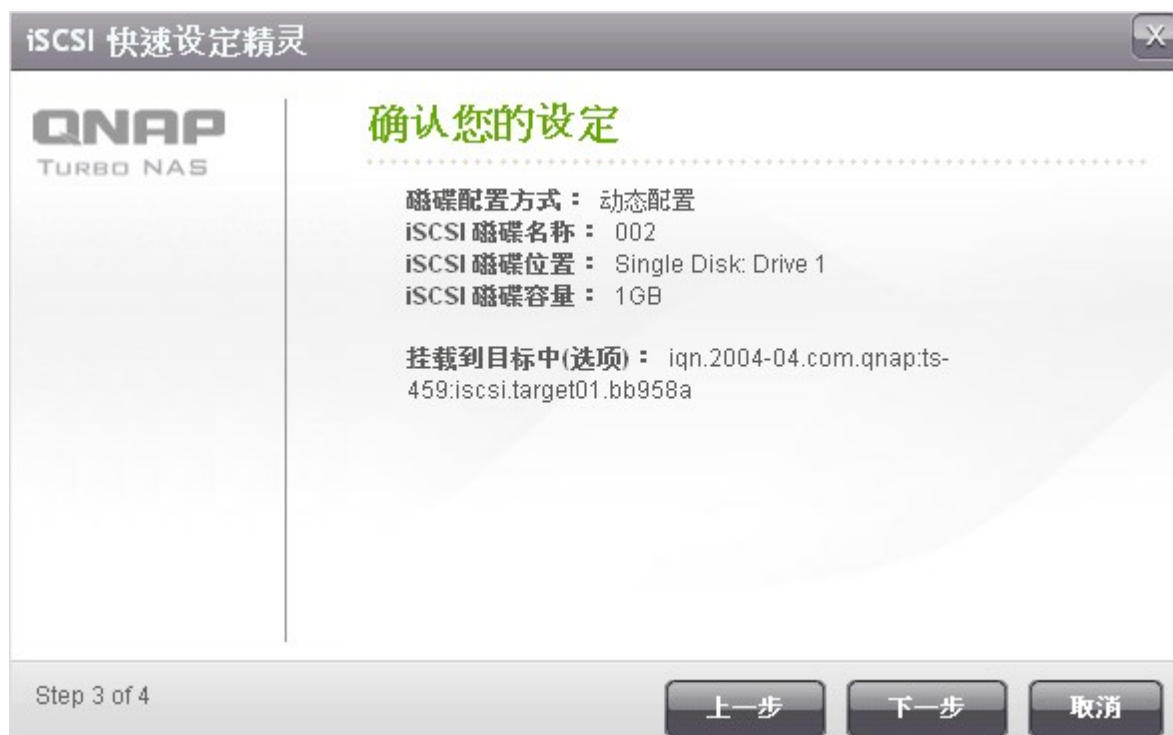 iSCSI 快速设定精灵
QNAP
TURBO NAS
确认您的设定
磁碟配置方式： 动态配置
iSCSI 磁碟名称： 002
iSCSI 磁碟位置： Single Disk: Drive 1
iSCSI 磁碟容量： 1GB
挂载到目标中(选项)： iqn.2004-04.com.qnap:ts-
459:iscsi.target01.bb958a
Step 3 of 4
上一步
下一步
取消